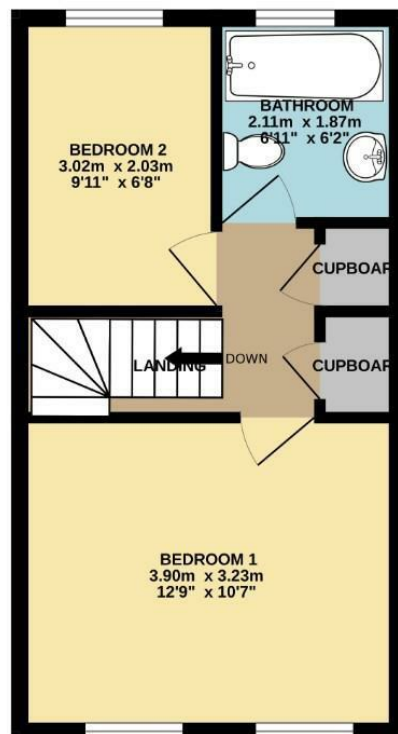 BATHROOM
2.11m x 1.87m
6'11" x 6'2"
BEDROOM 2
3.02m x 2.03m
9'11" x 6'8"
CUPBOAR
CUPBOAR
LANDING
DOWN
BEDROOM 1
3.90m x 3.23m
12'9" x 10'7"